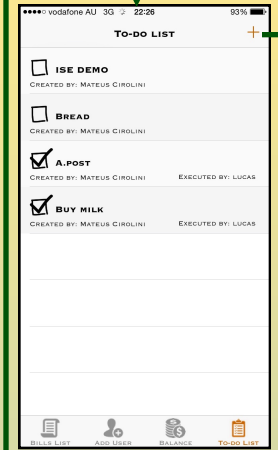 vodafone AU 3G 22:26 93%
To-do list
+
ISE DEMO
Created by: Mateus Cirolini
Bread
Created by: Mateus Cirolini
A.post
Created by: Mateus Cirolini Executed by: lucas
Buy milk
Created by: Mateus Cirolini Executed by: lucas
Bills List Add User Balance To-do List